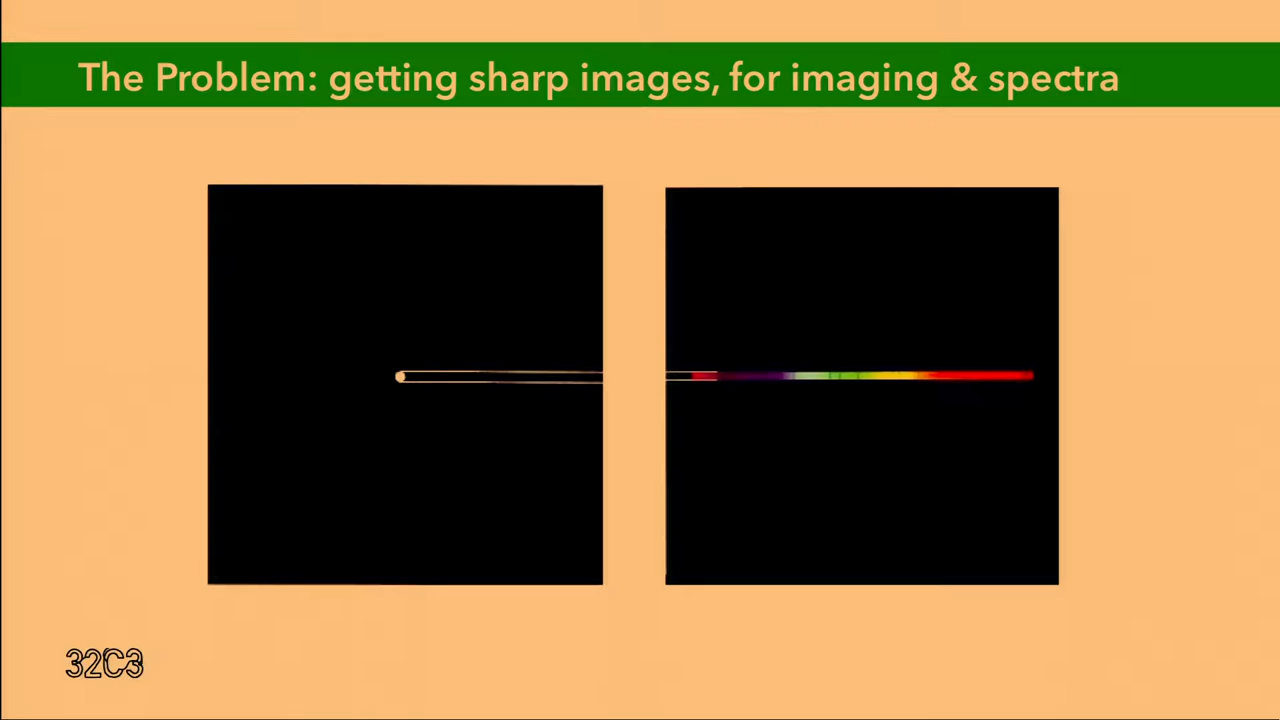 The Problem: getting sharp images, for imaging & spectra
32C3